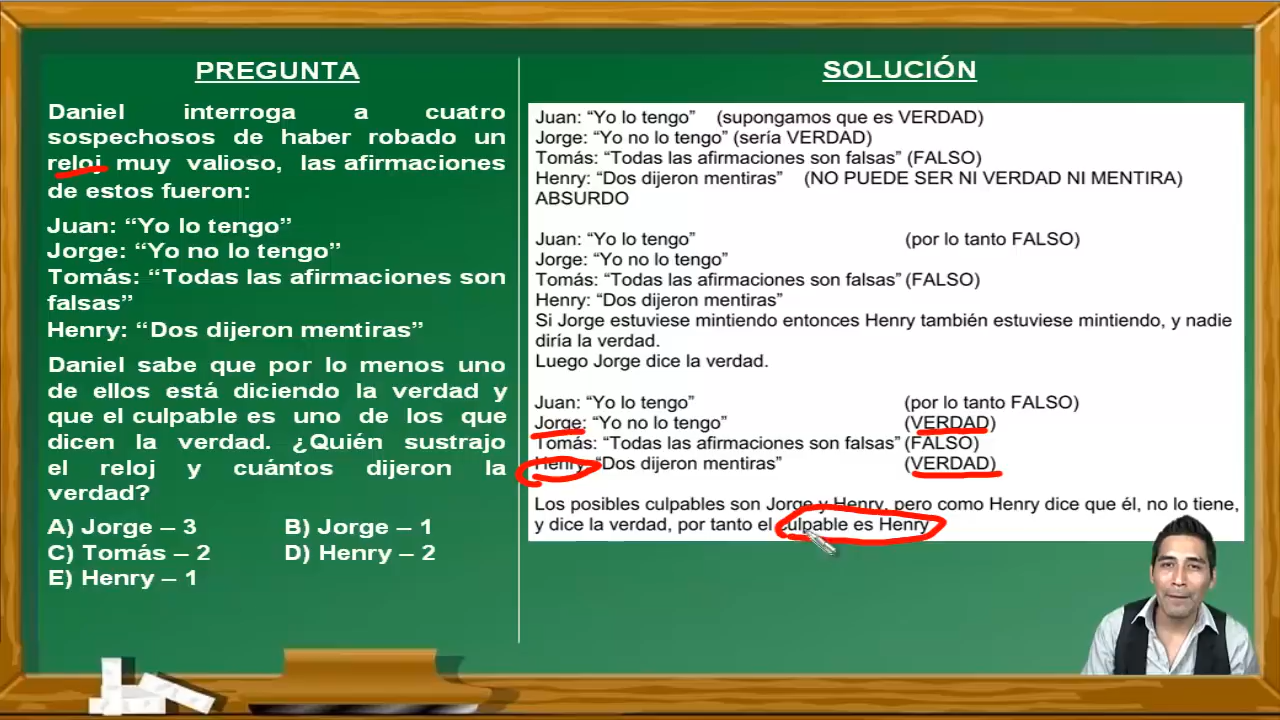 PREGUNTA
Daniel interroga a cuatro
sospechosos de haber robado un
reloj muy valioso, las afirmaciones
de estos fueron:
Juan: “Yo lo tengo”
Jorge: “Yo no lo tengo”
Tomás: “Todas las afirmaciones son
falsas”
Henry: “Dos dijeron mentiras”
Daniel sabe que por lo menos uno
de ellos está diciendo la verdad y
que el culpable es uno de los que
dicen la verdad. ¿Quién sustrajo
el reloj y cuántos dijeron la
verdad?
A) Jorge – 3 B) Jorge – 1
C) Tomás – 2 D) Henry – 2
E) Henry – 1
SOLUCIÓN
Juan: “Yo lo tengo” (supongamos que es VERDAD)
Jorge: “Yo no lo tengo” (sería VERDAD)
Tomás: “Todas las afirmaciones son falsas” (FALSO)
Henry: “Dos dijeron mentiras” (NO PUEDE SER NI VERDAD NI MENTIRA)
ABSURDO
Juan: “Yo lo tengo” (por lo tanto FALSO)
Jorge: “Yo no lo tengo”
Tomás: “Todas las afirmaciones son falsas” (FALSO)
Henry: “Dos dijeron mentiras”
Si Jorge estuviese mintiendo entonces Henry también estuviese mintiendo, y nadie
diría la verdad.
Luego Jorge dice la verdad.
Juan: “Yo lo tengo” (por lo tanto FALSO)
Jorge: “Yo no lo tengo” (VERDAD)
Tomás: “Todas las afirmaciones son falsas” (FALSO)
Henry: “Dos dijeron mentiras” (VERDAD)
Los posibles culpables son Jorge y Henry, pero como Henry dice que él, no lo tiene,
y dice la verdad, por tanto el culpable es Henry